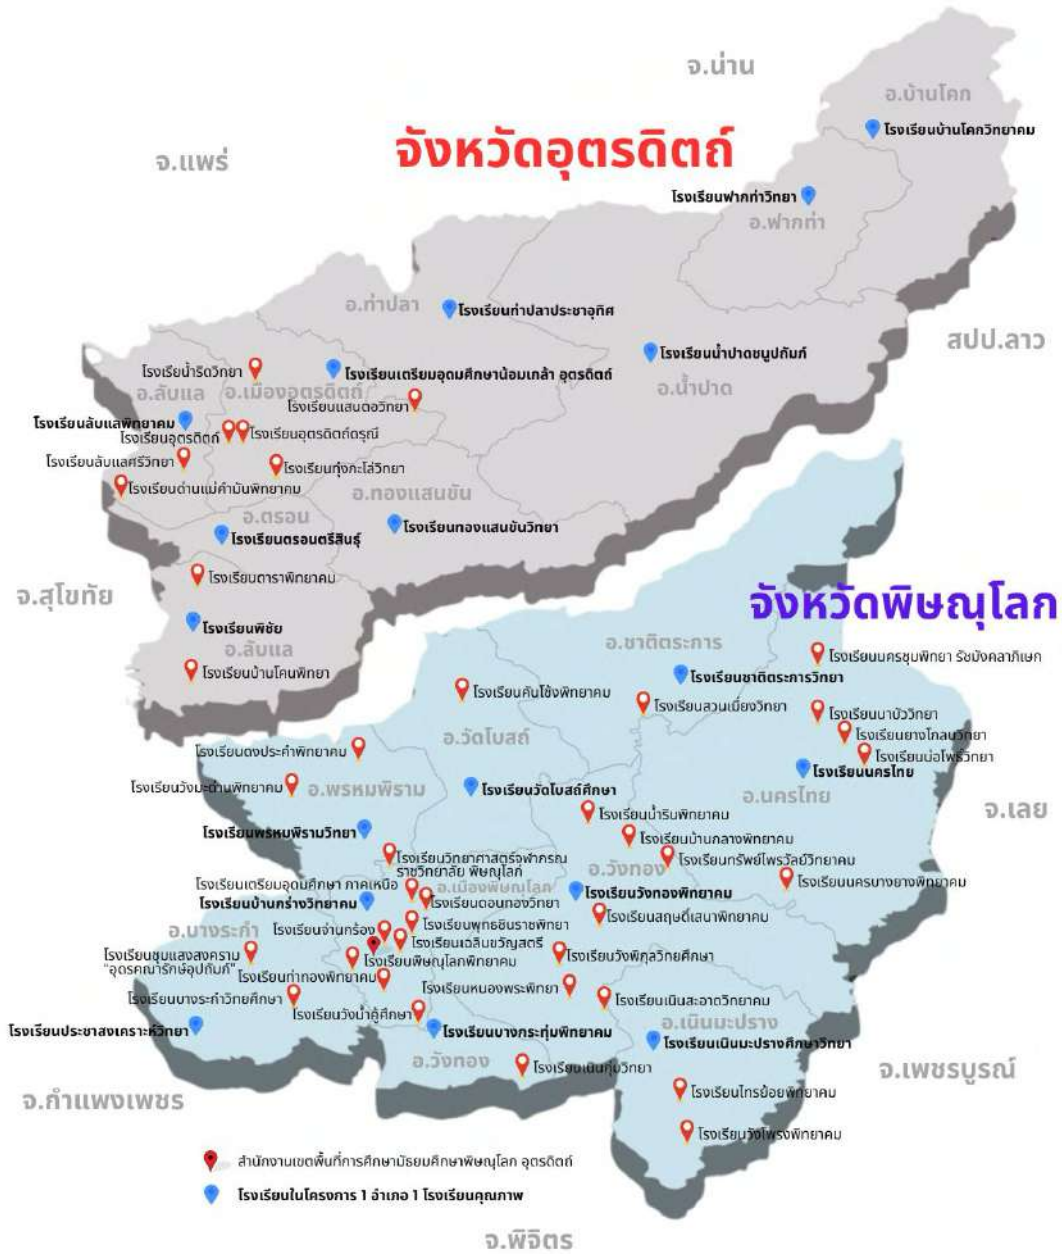 จ.น่าน
อ.บ้านโคก
โรงเรียนบ้านโคกวิทยาคม
จังหวัดอุตรดิตถ์
จ.แพร่
โรงเรียนฟากท่าวิทยา
อ.ฟากท่า
อ.ท่าปลา
โรงเรียนท่าปลาประชาอุทิศ
สปป.ลาว
โรงเรียนน้ำปาดชนูปถัมภ์
โรงเรียน้ำริดวิทยา
โรงเรียนเตรียมอุดมศึกษาน้อมเกล้า อุตรดิตถ์
อ.น้ำปาด
อ.ลับแล
อ.เมืองอุตรดิตถ์
โรงเรียนแสนตอวิทยา
โรงเรียนลับแลพิทยาคม
โรงเรียนอุตรดิตถ์
โรงเรียนอุตรดิตถ์ดรุณี
โรงเรียนลับแลศรีวิทยา
โรงเรียนทุ่งกะโล่วิทยา
โรงเรียนด่านแม่คำมันพิทยาคม
อ.ทองแสนขัน
อ.ตรอน
โรงเรียนทองแสนขันวิทยา
โรงเรียนตรอนตรีสินธุ์
โรงเรียนดาราพิทยาคม
จ.สุโขทัย
จังหวัดพิษณุโลก
โรงเรียนพิชัย
อ.ลับแล
อ.ชาติตระการ
โรงเรียนนครชุมพิทยา รัชมังคลาภิเษก
โรงเรียนบ้านโคนพิทยา
โรงเรียนชาติตระการวิทยา
โรงเรียนคันโช้งพิทยาคม
โรงเรียนสวนเมี่ยงวิทยา
โรงเรียนนาบัววิทยา
โรงเรียนยางโกลนวิทยา
อ.วัดโบสถ์
โรงเรียนดงประคำพิทยาคม
โรงเรียนบ่อโพธิ์วิทยา
โรงเรียนนครไทย
โรงเรียนวังมะด่านพิทยาคม
อ.พรหมพิราม
โรงเรียนวัดโบสถ์ศึกษา
อ.นครไทย
จ.เลย
โรงเรียนน้ำรินพิทยาคม
โรงเรียนพรหมพิรามวิทยา
โรงเรียนบ้านกลางพิทยาคม
โรงเรียนวิทยาศาสตร์จุฬาภรณ
ราชวิทยาลัย พิษณุโลก
โรงเรียนทรัพย์ไพรวัลย์วิทยาคม
อ.วังทอง
โรงเรียนเตรียมอุดมศึกษา ภาคเหนือ
อ.เมืองพิษณุโลก
โรงเรียนนครบางยางพิทยาคม
โรงเรียนวังทองพิทยาคม
โรงเรียนบ้านกร่างวิทยาคม
โรงเรียนดอนทองวิทยา
โรงเรียนสฤษดิ์เสนาพิทยาคม
โรงเรียนพุทธชินราชพิทยา
อ.บางระกำ
โรงเรียนจ่านกร้อง
โรงเรียนเฉลิมขวัญสตรี
โรงเรียนชุมแสงสงคราม
"อุดรคณารักษ์อุปถัมภ์"
โรงเรียนพิษณุโลกพิทยาคม
โรงเรียนวังพิกุลวิทยศึกษา
โรงเรียนท่าทองพิทยาคม
โรงเรียนหนองพระพิทยา
โรงเรียนบางระกำวิทยศึกษา
โรงเรียนเนินสะอาดวิทยาคม
โรงเรียนวังน้ำคู้ศึกษา
โรงเรียนประชาสงเคราะห์วิทยา
โรงเรียนบางกระทุ่มพิทยาคม
อ.เนินมะปราง
โรงเรียนเนินมะปรางศึกษาวิทยา
อ.วังทอง
โรงเรียนเนินกุ่มวิทยา
จ.เพชรบูรณ์
โรงเรียนไทรย้อยพิทยาคม
จ.กำแพงเพชร
โรงเรียนวังโพรงพิทยาคม
สำนักงานเขตพื้นที่การศึกษามัธยมศึกษาพิษณุโลก อุตรดิตถ์
โรงเรียนในโครงการ 1 อำเภอ 1 โรงเรียนคุณภาพ
จ.พิจิตร